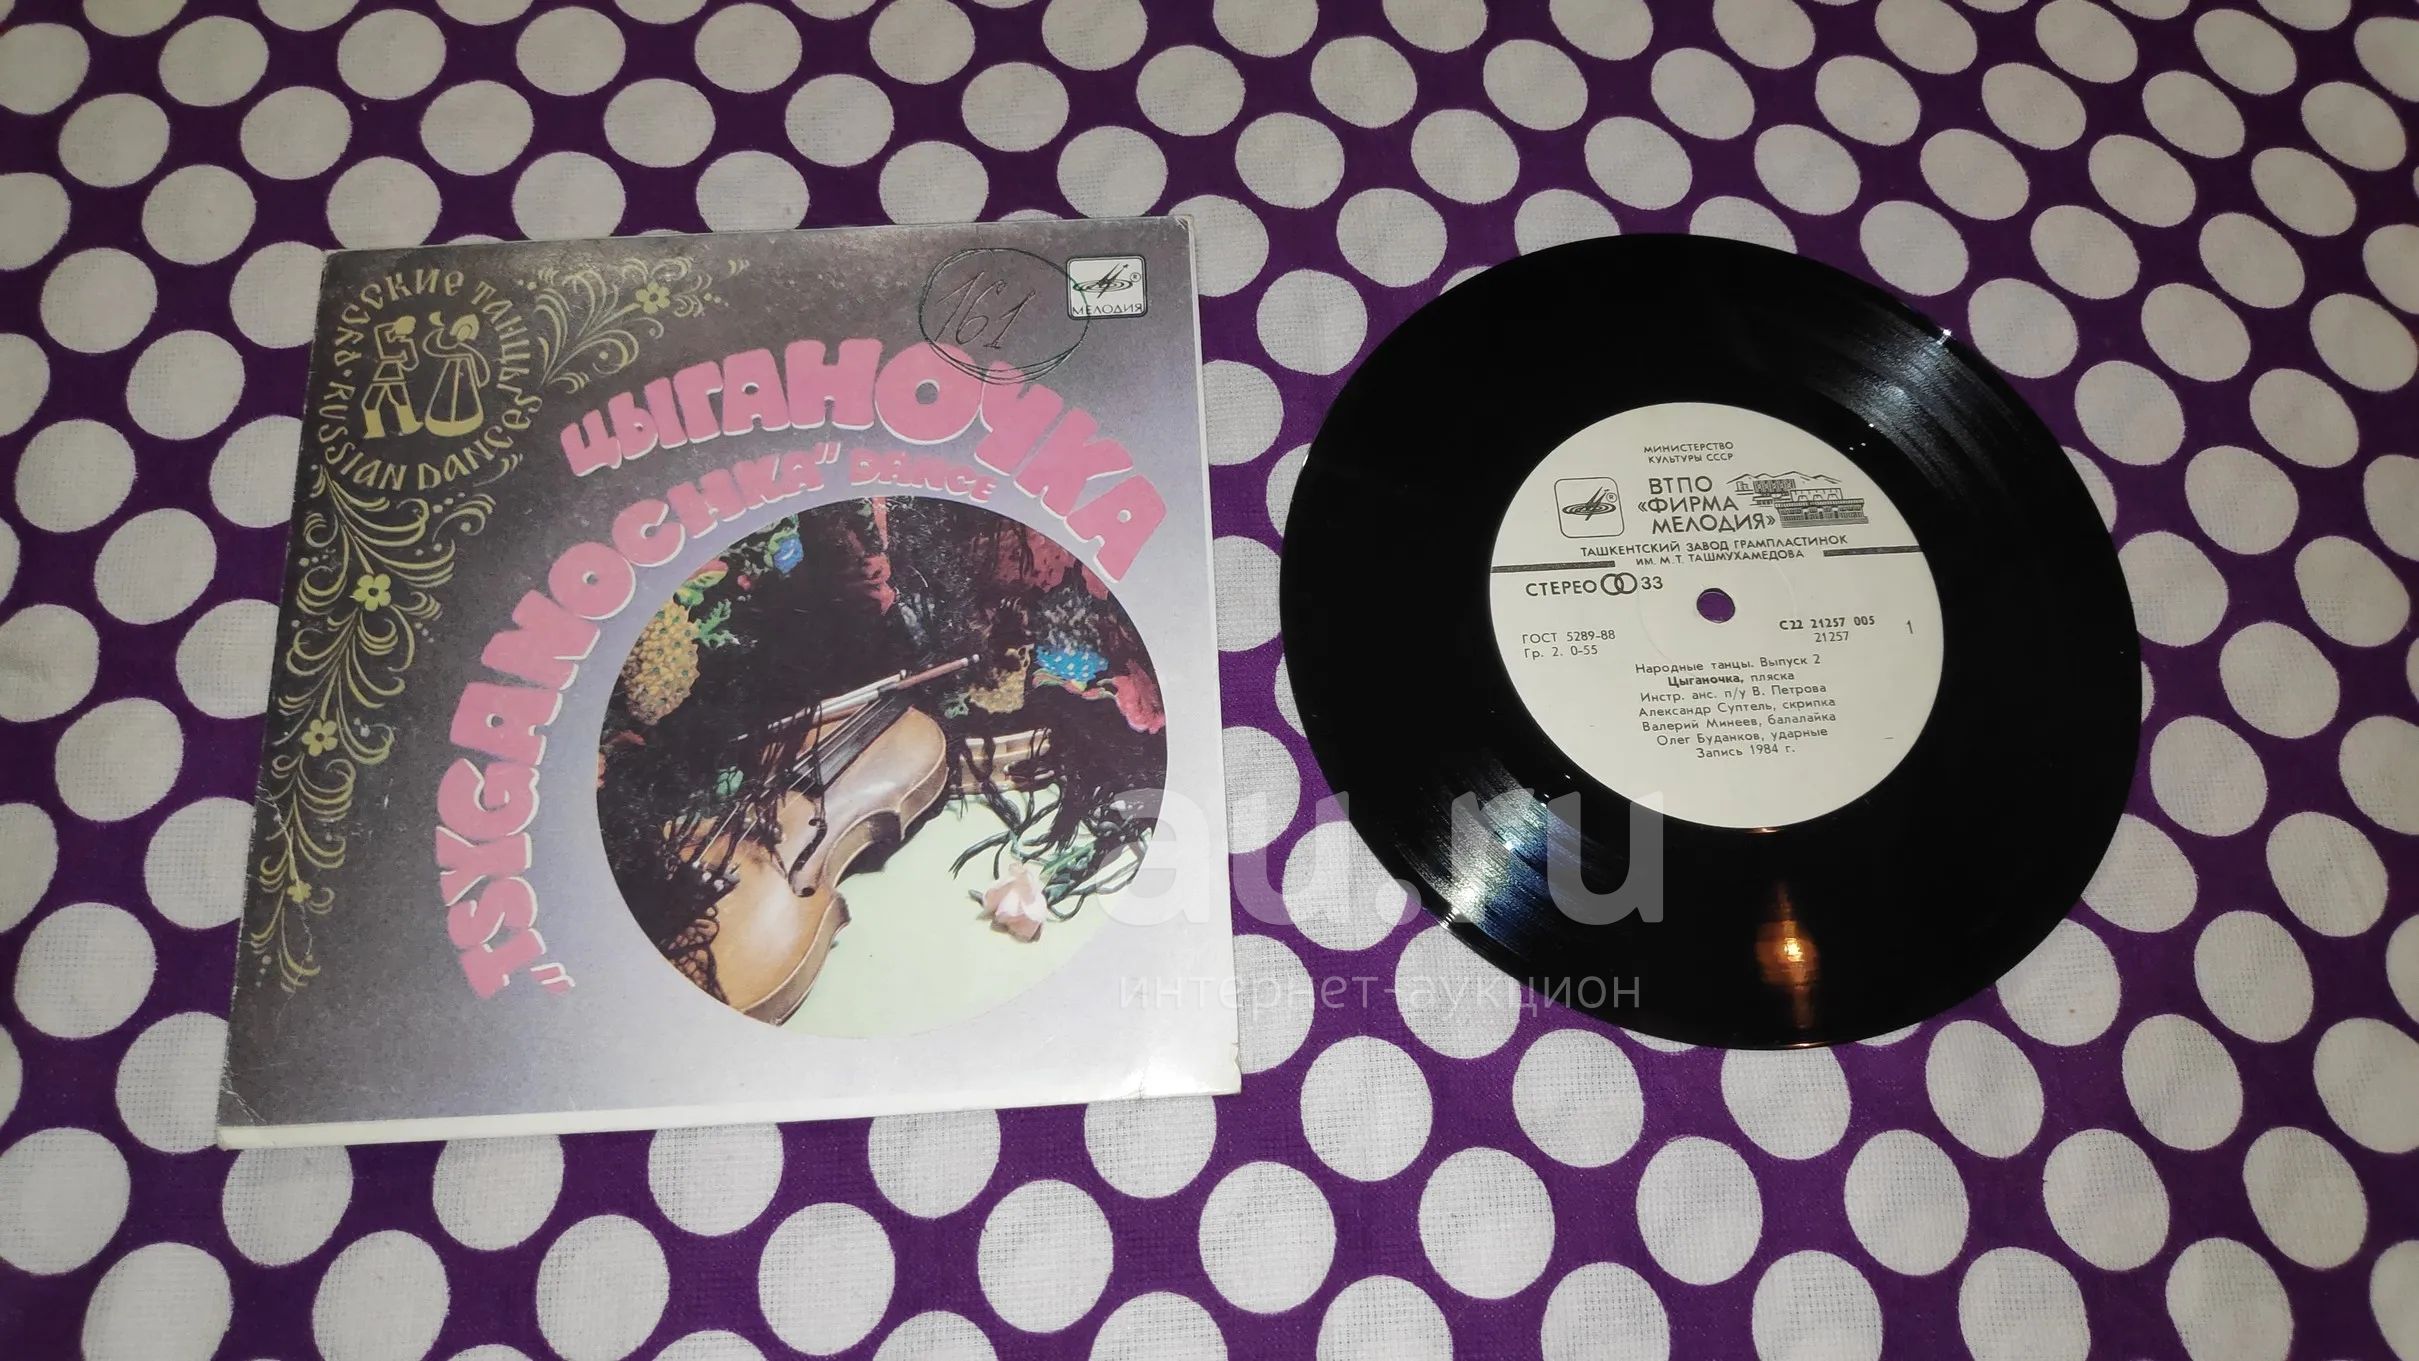 РУССКИЕ ТАНЦЫ • RUSSIAN DANCES
161
МЕЛОДИЯ
ЦЫГАНОЧКА
„TSYGANOCHKA" DANCE
МИНИСТЕРСТВО
КУЛЬТУРЫ СССР
ВТПО
«ФИРМА
МЕЛОДИЯ»
ТАШКЕНТСКИЙ ЗАВОД ГРАМПЛАСТИНОК
ИМ. М.Т. ТАШМУХАМЕДОВА
СТЕРЕО 33
ГОСТ 5289-88
Гр. 2. 0-55
С22 21257 005
21257
1
Народные танцы. Выпуск 2
Цыганочка, пляска
Инстр. анс. п/у В. Петрова
Александр Суптель, скрипка
Валерий Минеев, балалайка
Олег Буданков, ударные
Запись 1984 г.
au.ru
интернет-аукцион